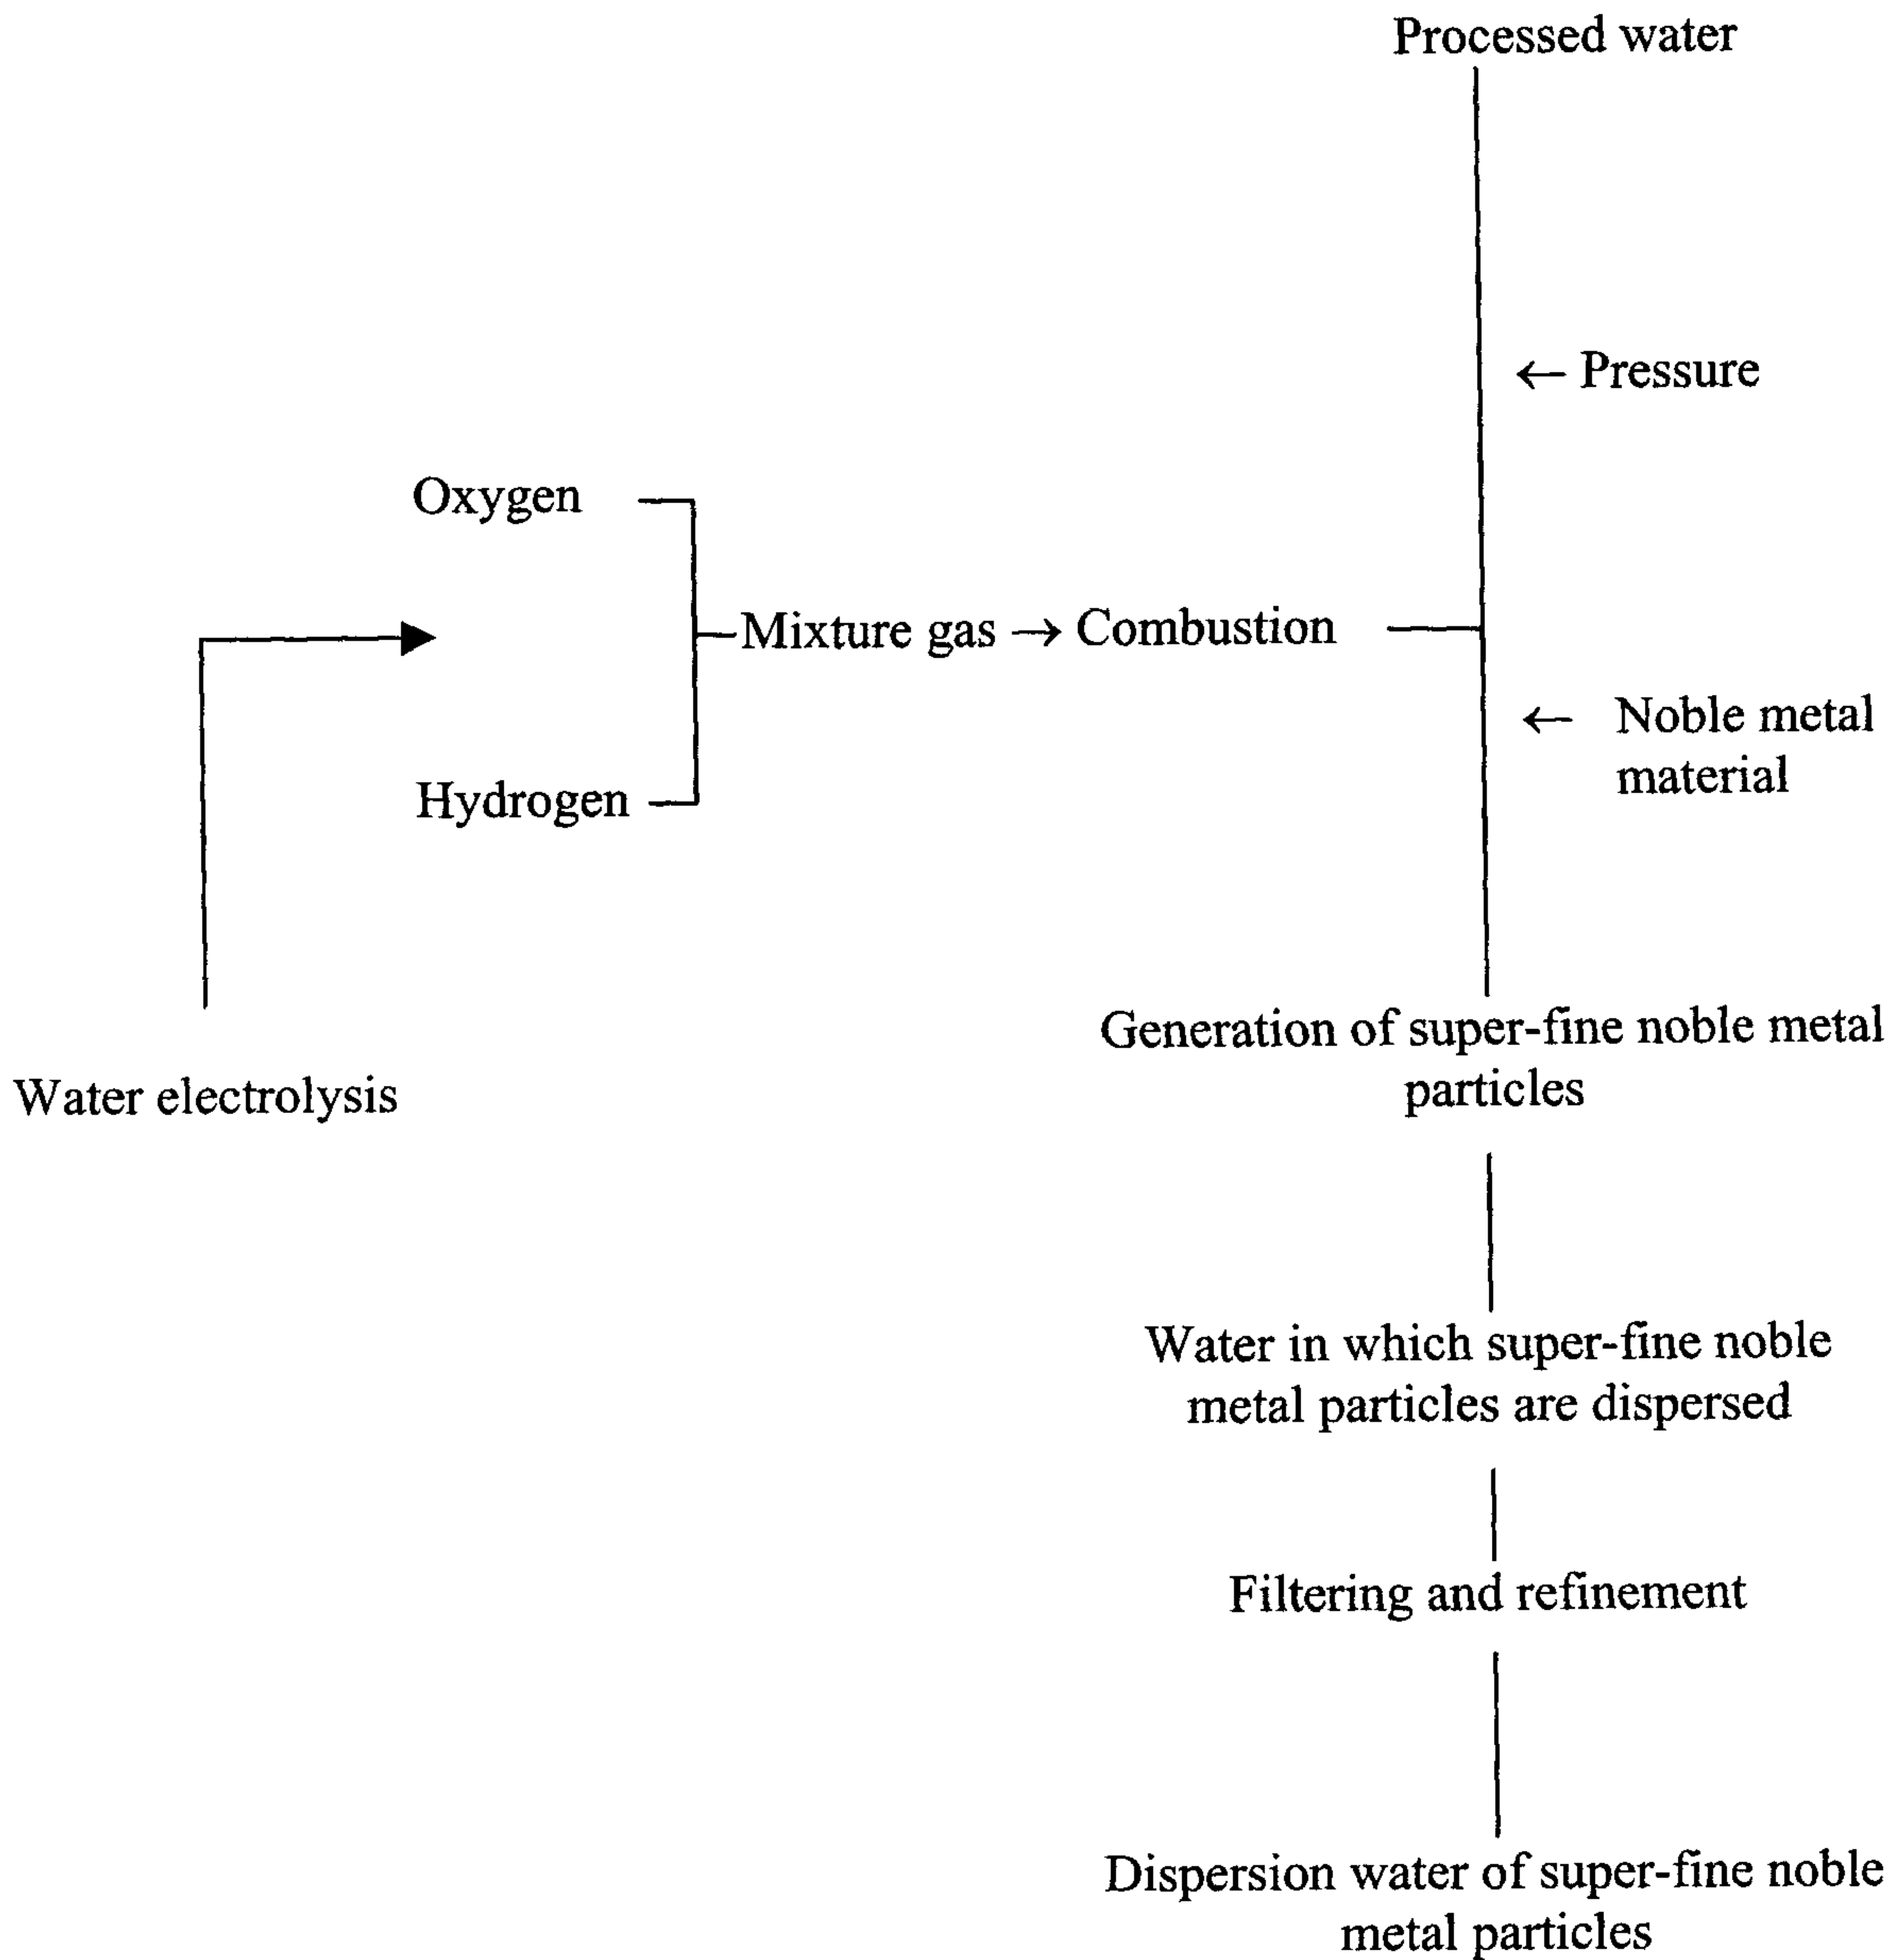 Processed water
← Pressure
Oxygen
Mixture gas → Combustion
← Noble metal
material
Hydrogen
Generation of super-fine noble metal
particles
Water electrolysis
Water in which super-fine noble
metal particles are dispersed
Filtering and refinement
Dispersion water of super-fine noble
metal particles